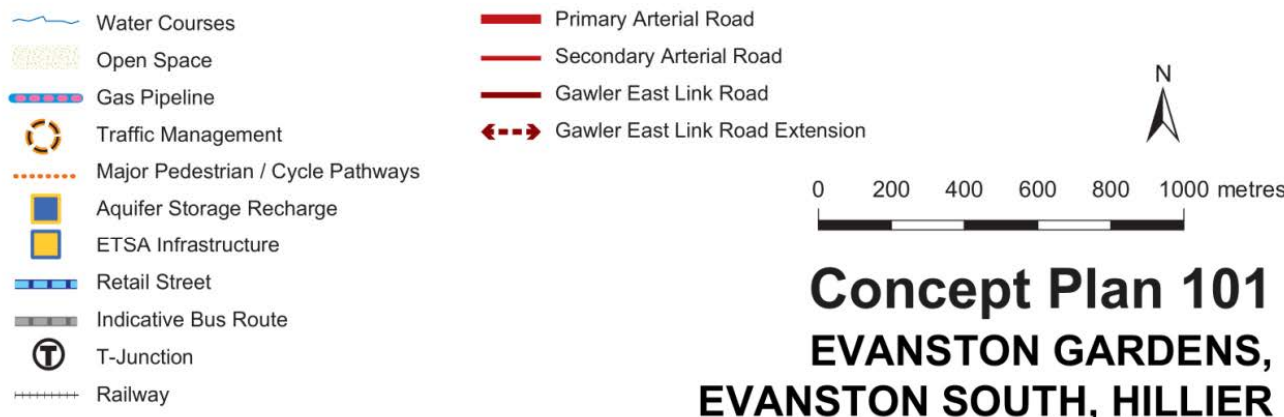 Water Courses
Open Space
Gas Pipeline
Traffic Management
Major Pedestrian / Cycle Pathways
Aquifer Storage Recharge
ETSA Infrastructure
Retail Street
Indicative Bus Route
T
T-Junction
Railway
Primary Arterial Road
Secondary Arterial Road
Gawler East Link Road
Gawler East Link Road Extension
N
0 200 400 600 800 1000 metres
Concept Plan 101
EVANSTON GARDENS,
EVANSTON SOUTH, HILLIER